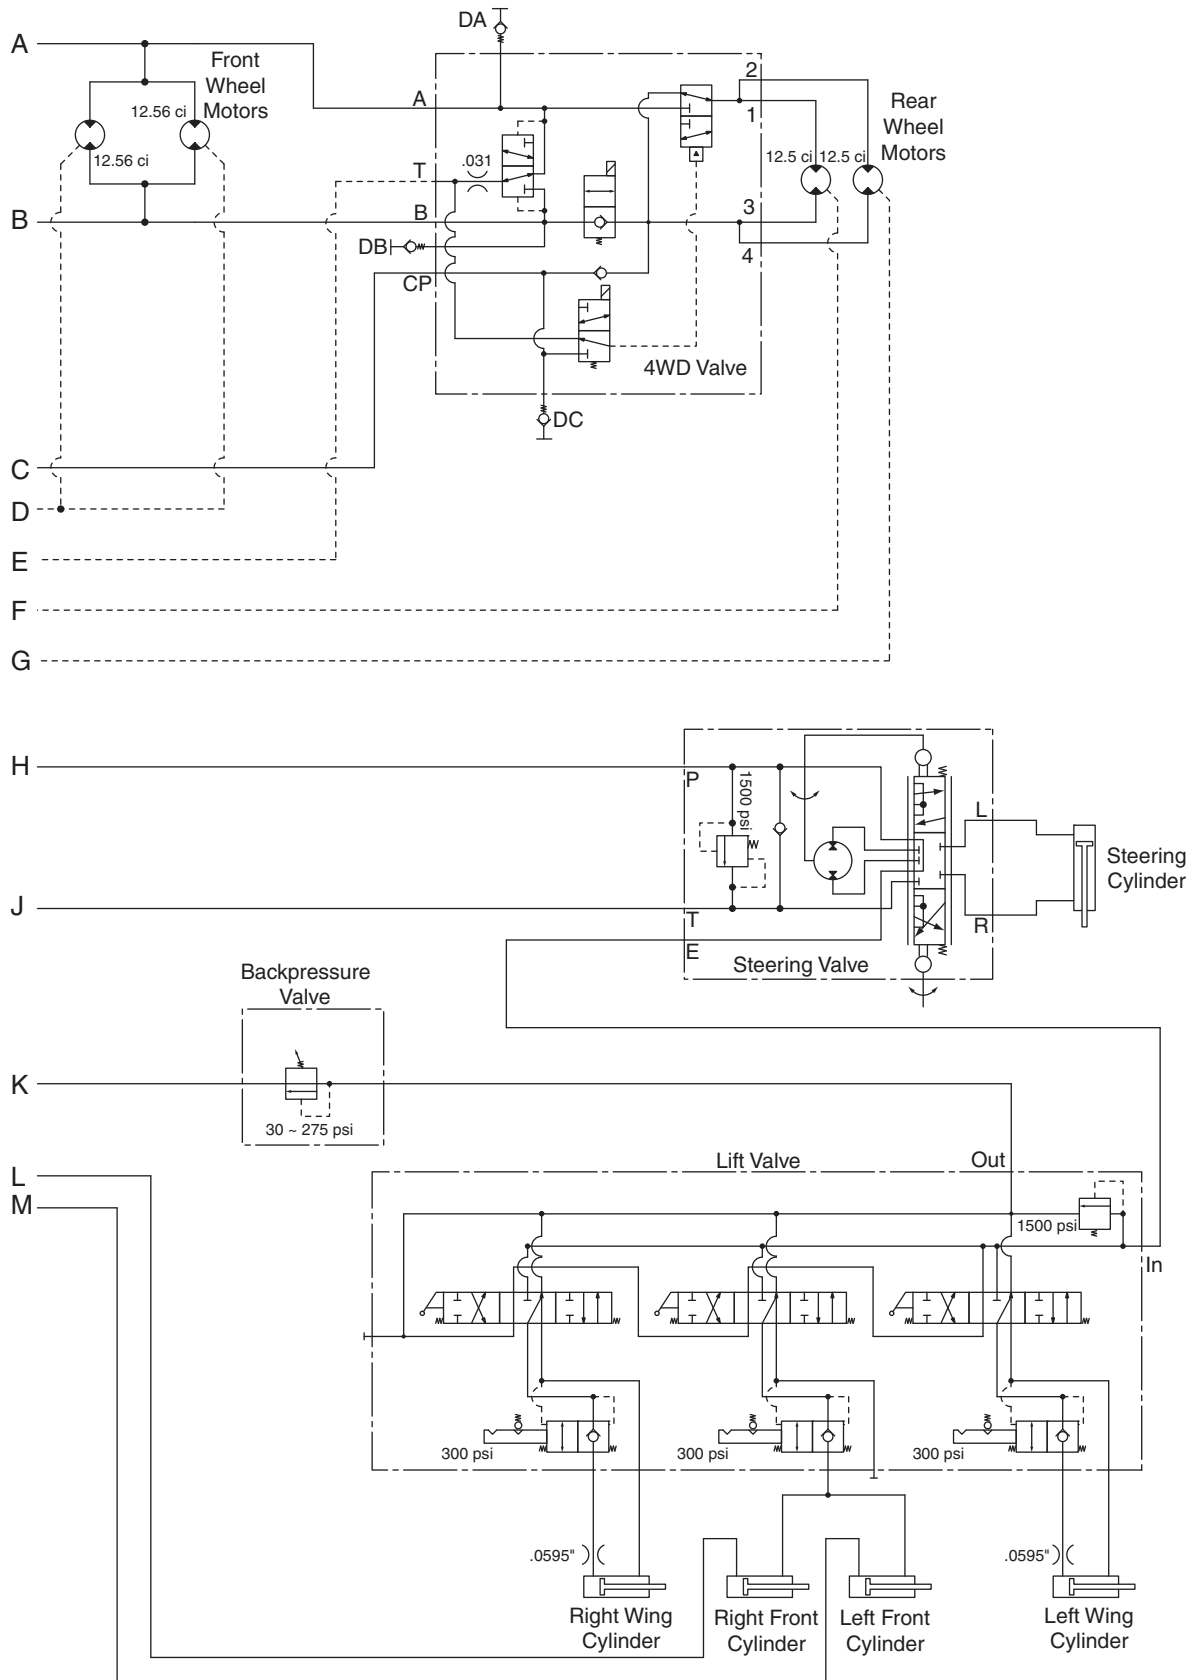 DA
A
Front
Wheel
Motors
12.56 ci
12.56 ci
A
2
1
Rear
Wheel
Motors
T
.031
12.5 ci
12.5 ci
B
B
3
4
DB
CP
4WD Valve
DC
C
D
E
F
G
H
P
1500 psi
L
Steering
Cylinder
J
T
R
E
Steering Valve
Backpressure
Valve
K
30 ~ 275 psi
L
M
Lift Valve
Out
1500 psi
In
300 psi
300 psi
300 psi
.0595"
.0595"
Right Wing
Cylinder
Right Front
Cylinder
Left Front
Cylinder
Left Wing
Cylinder